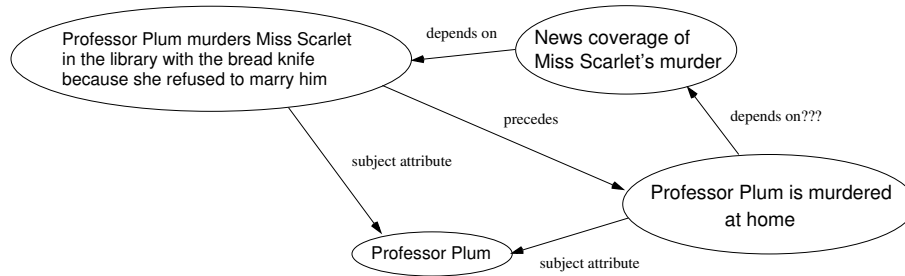 Professor Plum murders Miss Scarlet
in the library with the bread knife
because she refused to marry him
depends on
News coverage of
Miss Scarlet's murder
precedes
depends on???
subject attribute
Professor Plum is murdered
at home
Professor Plum
subject attribute